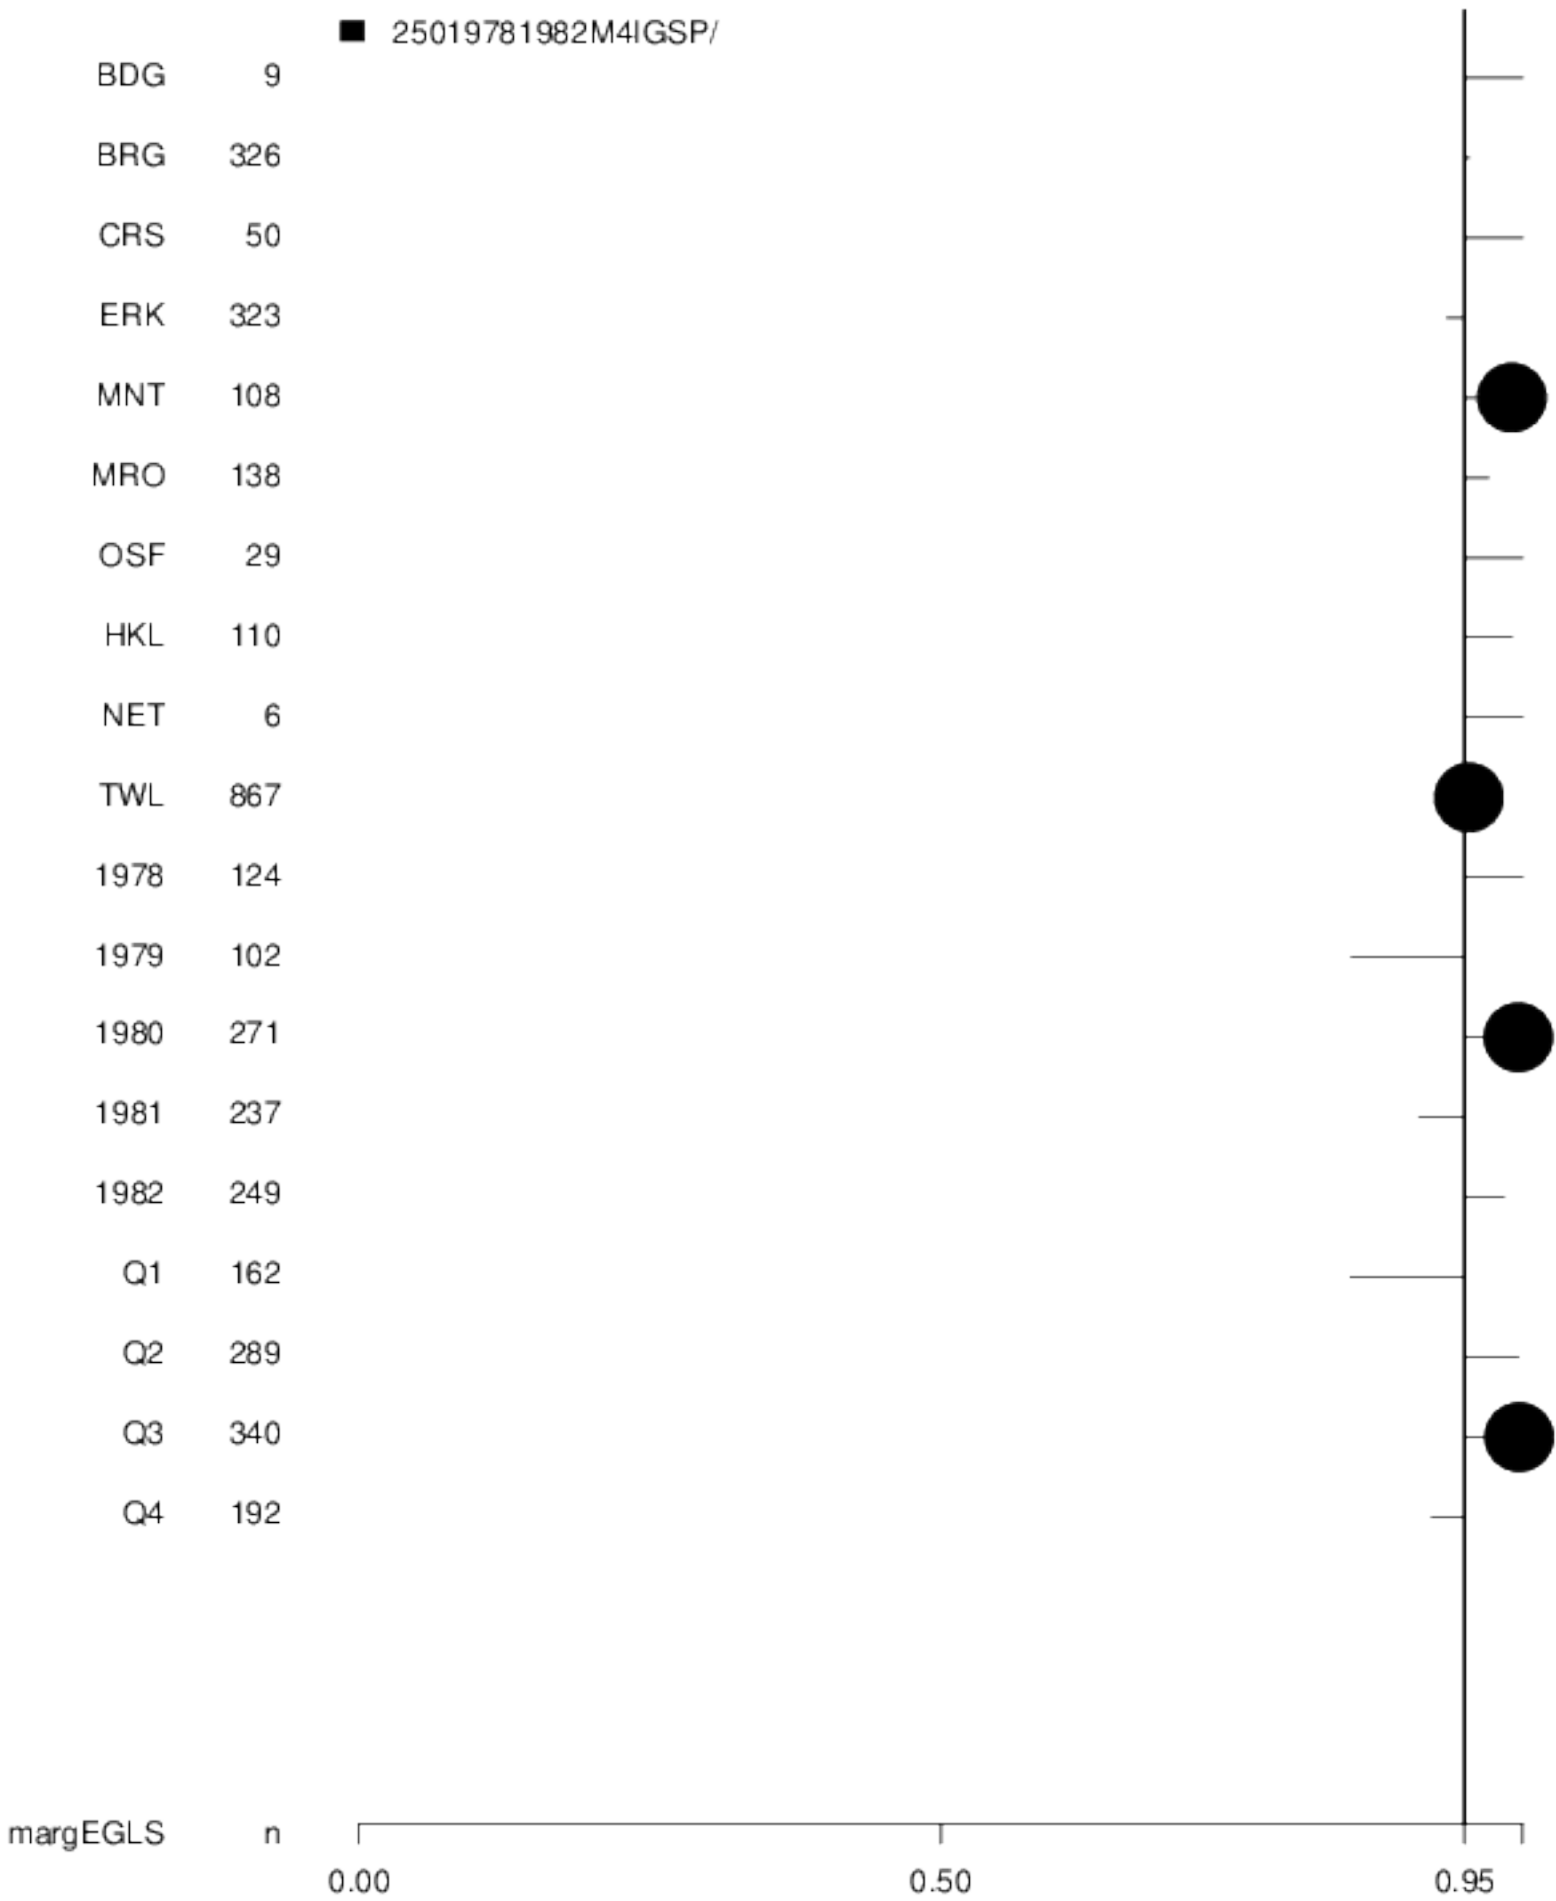 25019781982M4IGSP/
BDG 9
BRG 326
CRS 50
ERK 323
MNT 108
MRO 138
OSF 29
HKL 110
NET 6
TWL 867
1978 124
1979 102
1980 271
1981 237
1982 249
Q1 162
Q2 289
Q3 340
Q4 192
margEGLS n
0.00 0.50 0.95